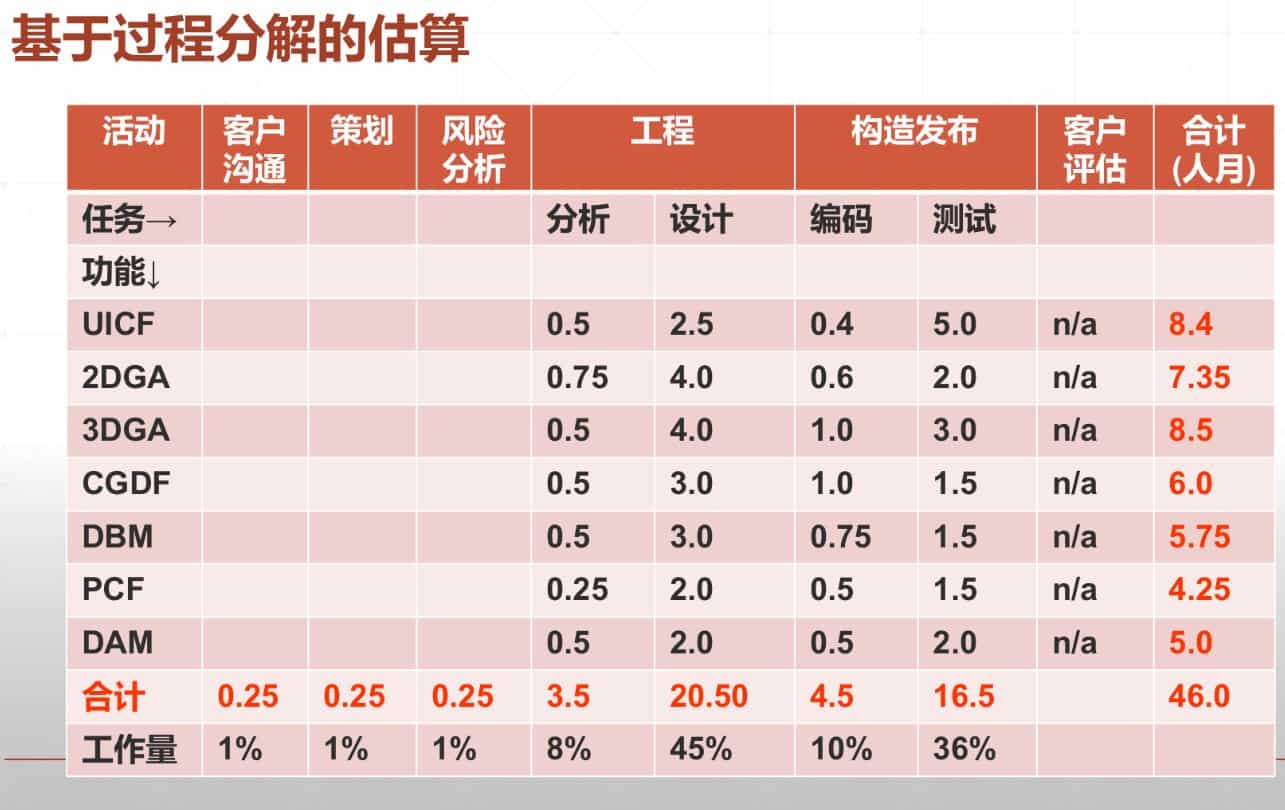 基于过程分解的估算
活动 客户沟通 策划 风险分析 工程 构造发布 客户评估 合计(人月)
任务→ 分析 设计 编码 测试
功能↓
UICF 0.5 2.5 0.4 5.0 n/a 8.4
2DGA 0.75 4.0 0.6 2.0 n/a 7.35
3DGA 0.5 4.0 1.0 3.0 n/a 8.5
CGDF 0.5 3.0 1.0 1.5 n/a 6.0
DBM 0.5 3.0 0.75 1.5 n/a 5.75
PCF 0.25 2.0 0.5 1.5 n/a 4.25
DAM 0.5 2.0 0.5 2.0 n/a 5.0
合计 0.25 0.25 0.25 3.5 20.50 4.5 16.5 46.0
工作量 1% 1% 1% 8% 45% 10% 36%